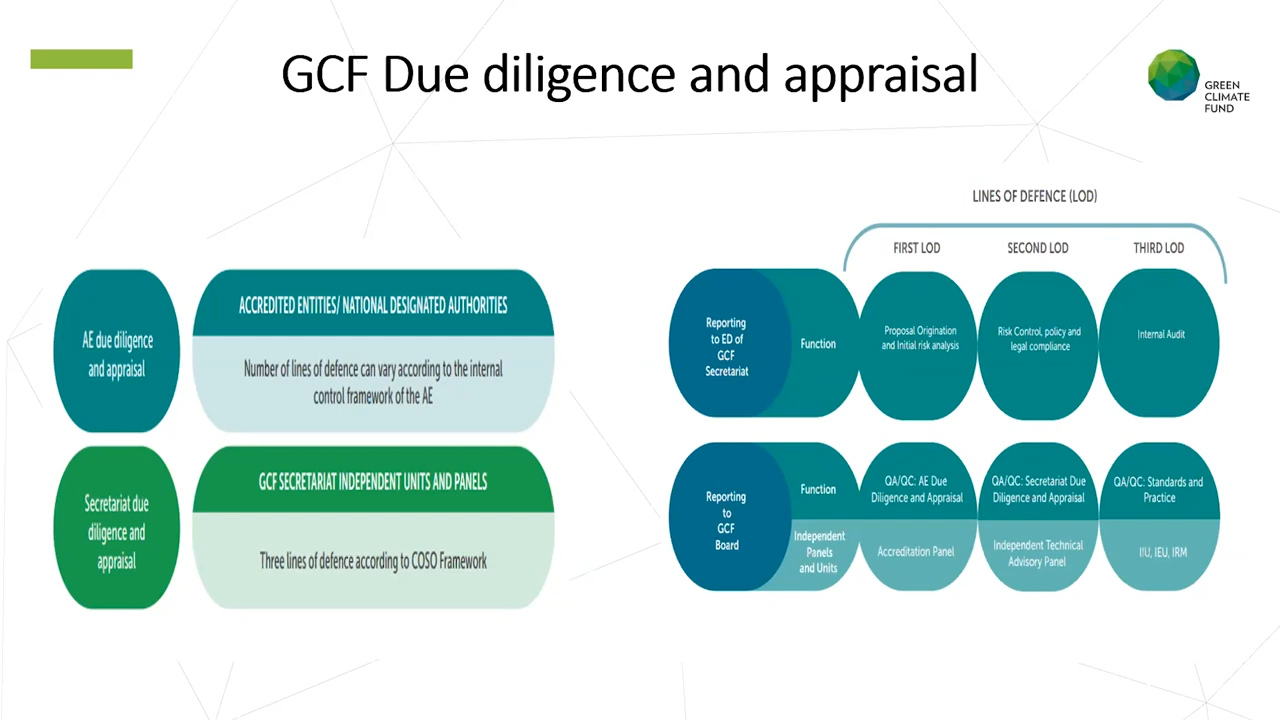 GCF Due diligence and appraisal
GREEN
CLIMATE
FUND
AE due diligence
and appraisal
ACCREDITED ENTITIES/ NATIONAL DESIGNATED AUTHORITIES
Number of lines of defence can vary according to the internal
control framework of the AE
Secretariat due
diligence and
appraisal
GCF SECRETARIAT INDEPENDENT UNITS AND PANELS
Three lines of defence according to COSO Framework
LINES OF DEFENCE (LOD)
FIRST LOD
SECOND LOD
THIRD LOD
Reporting
to ED of
GCF
Secretariat
Function
Proposal Origination
and Initial risk analysis
Risk Control, policy and
legal compliance
Internal Audit
Reporting
to
GCF
Board
Function
QA/QC: AE Due
Diligence and Appraisal
QA/QC: Secretariat Due
Diligence and Appraisal
QA/QC: Standards and
Practice
Independent
Panels
and Units
Accreditation Panel
Independent Technical
Advisory Panel
IIU, IEU, IRM